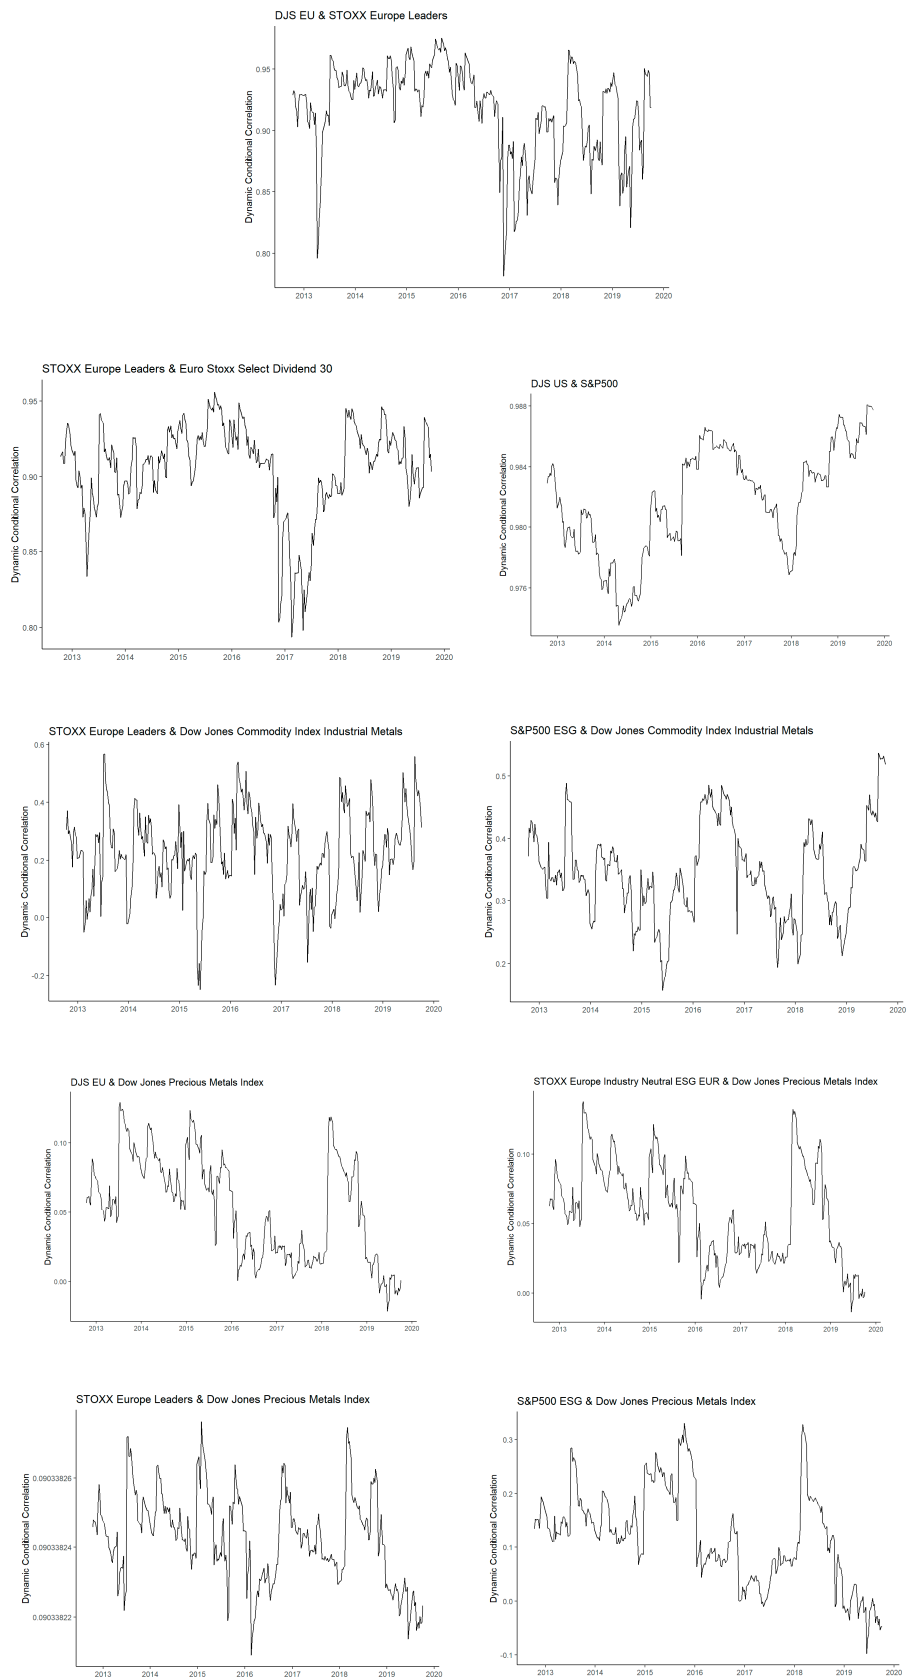 DJS EU & STOXX Europe Leaders
Dynamic Conditional Correlation
0.95
0.90
0.85
0.80
2013 2014 2015 2016 2017 2018 2019 2020
STOXX Europe Leaders & Euro Stoxx Select Dividend 30
Dynamic Conditional Correlation
0.95
0.90
0.85
0.80
2013 2014 2015 2016 2017 2018 2019 2020
DJS US & S&P500
Dynamic Conditional Correlation
0.988
0.984
0.980
0.976
2013 2014 2015 2016 2017 2018 2019 2020
STOXX Europe Leaders & Dow Jones Commodity Index Industrial Metals
Dynamic Conditional Correlation
0.6
0.4
0.2
0.0
-0.2
2013 2014 2015 2016 2017 2018 2019 2020
S&P500 ESG & Dow Jones Commodity Index Industrial Metals
Dynamic Conditional Correlation
0.5
0.4
0.3
0.2
2013 2014 2015 2016 2017 2018 2019 2020
DJS EU & Dow Jones Precious Metals Index
Dynamic Conditional Correlation
0.10
0.05
0.00
2013 2014 2015 2016 2017 2018 2019 2020
STOXX Europe Industry Neutral ESG EUR & Dow Jones Precious Metals Index
Dynamic Conditional Correlation
0.10
0.05
0.00
2013 2014 2015 2016 2017 2018 2019 2020
STOXX Europe Leaders & Dow Jones Precious Metals Index
Dynamic Conditional Correlation
0.09033826
0.09033824
0.09033822
2013 2014 2015 2016 2017 2018 2019 2020
S&P500 ESG & Dow Jones Precious Metals Index
Dynamic Conditional Correlation
0.3
0.2
0.1
0.0
-0.1
2013 2014 2015 2016 2017 2018 2019 2020